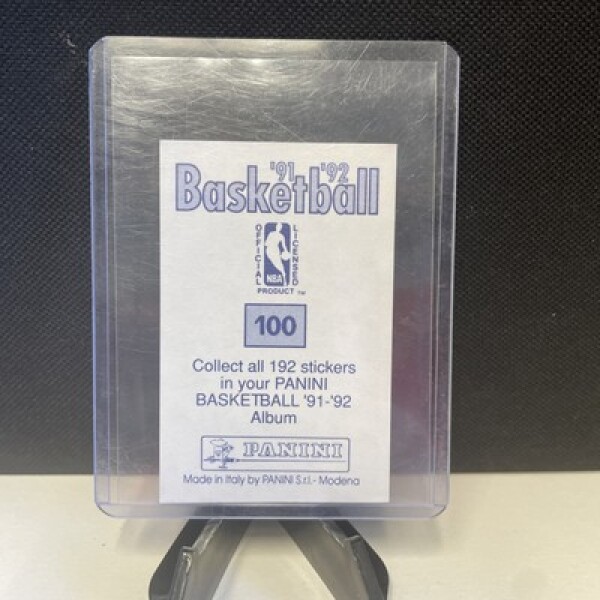 '91 '92
Basketball
OFFICIAL LICENSED
NBA
PRODUCT ™
100
Collect all 192 stickers
in your PANINI
BASKETBALL '91-'92
Album
PANINI
Made in Italy by PANINI S.r.l. - Modena